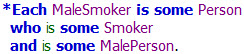 *Each MaleSmoker is some Person
who is some Smoker
and is some MalePerson.